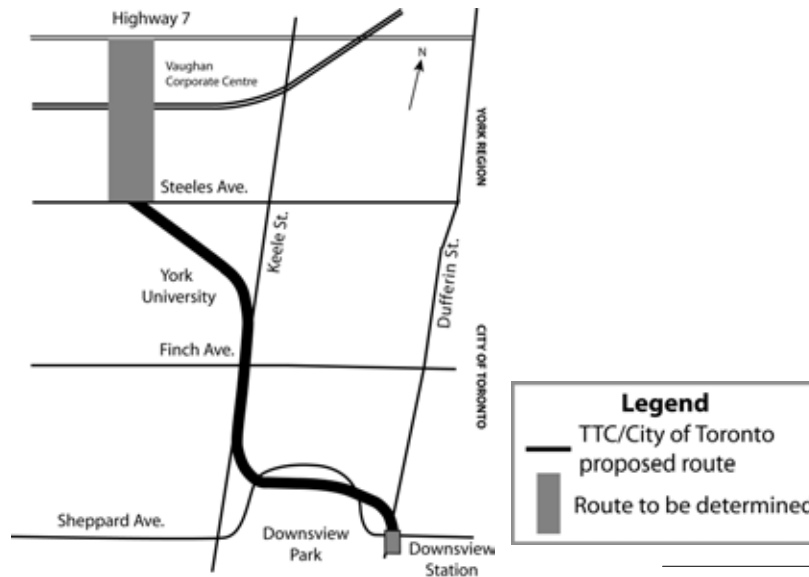 Highway 7
Vaughan
Corporate Centre
N
YORK REGION
Steeles Ave.
Keele St.
Dufferin St.
York
University
Finch Ave.
CITY OF TORONTO
Legend
TTC/City of Toronto
proposed route
Route to be determined
Sheppard Ave.
Downsview
Park
Downsview
Station